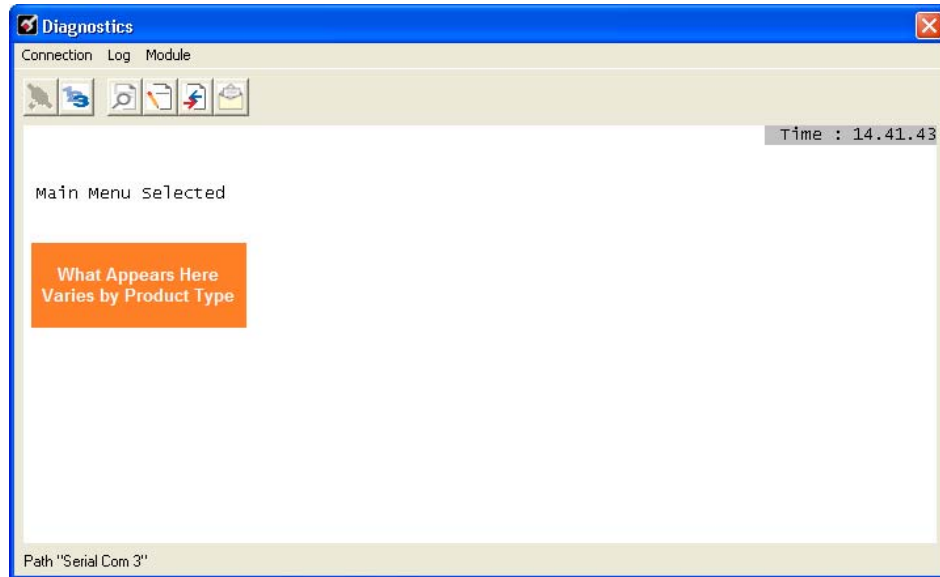 Diagnostics
Connection Log Module
Time : 14.41.43
Main Menu Selected
What Appears Here
Varies by Product Type
Path "Serial Com 3"